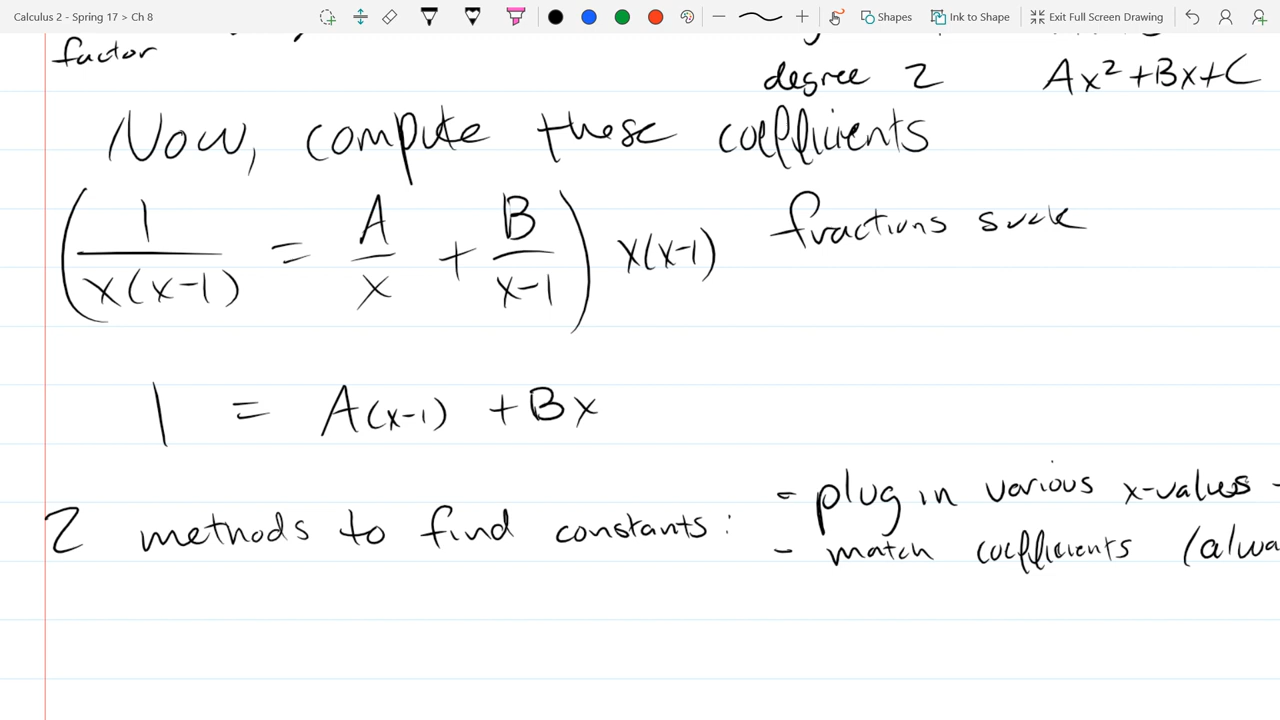 Calculus 2 - Spring 17 > Ch 8
Shapes
Ink to Shape
Exit Full Screen Drawing
factor
degree 2 Ax²+Bx+C
Now, compute these coefficients
(1/(x(x-1)) = A/x + B/(x-1)) x(x-1) fractions suck
1 = A(x-1) + Bx
2 methods to find constants:
- plug in various x-values -
- match coefficients (alwa